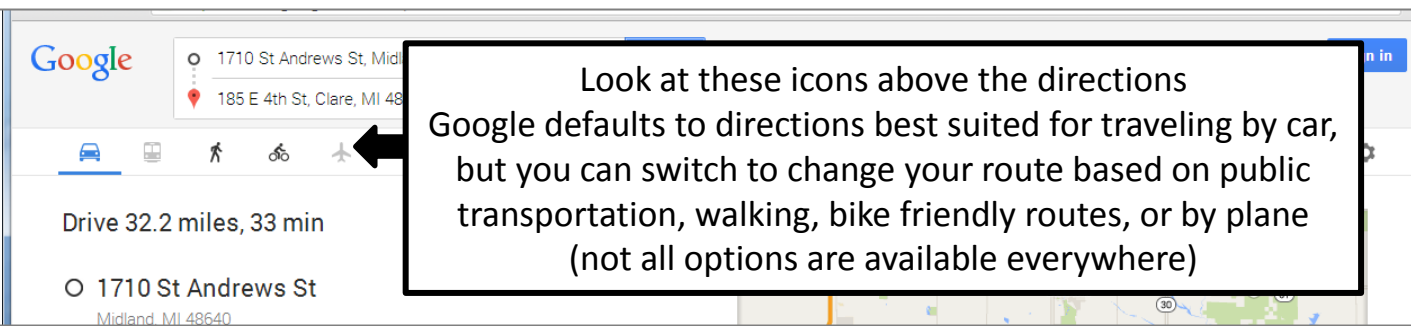 Google
1710 St Andrews St, Midl
185 E 4th St, Clare, MI 48
n in
Look at these icons above the directions
Google defaults to directions best suited for traveling by car,
but you can switch to change your route based on public
transportation, walking, bike friendly routes, or by plane
(not all options are available everywhere)
Drive 32.2 miles, 33 min
1710 St Andrews St
Midland, MI 48640
30